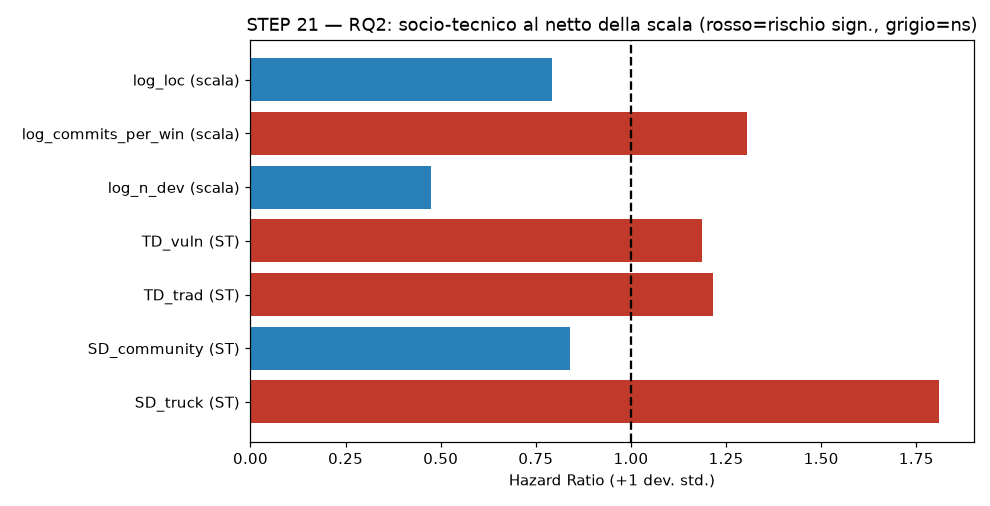 STEP 21 — RQ2: socio-tecnico al netto della scala (rosso=rischio sign., grigio=ns)
log_loc (scala)
log_commits_per_win (scala)
log_n_dev (scala)
TD_vuln (ST)
TD_trad (ST)
SD_community (ST)
SD_truck (ST)
0.00 0.25 0.50 0.75 1.00 1.25 1.50 1.75
Hazard Ratio (+1 dev. std.)